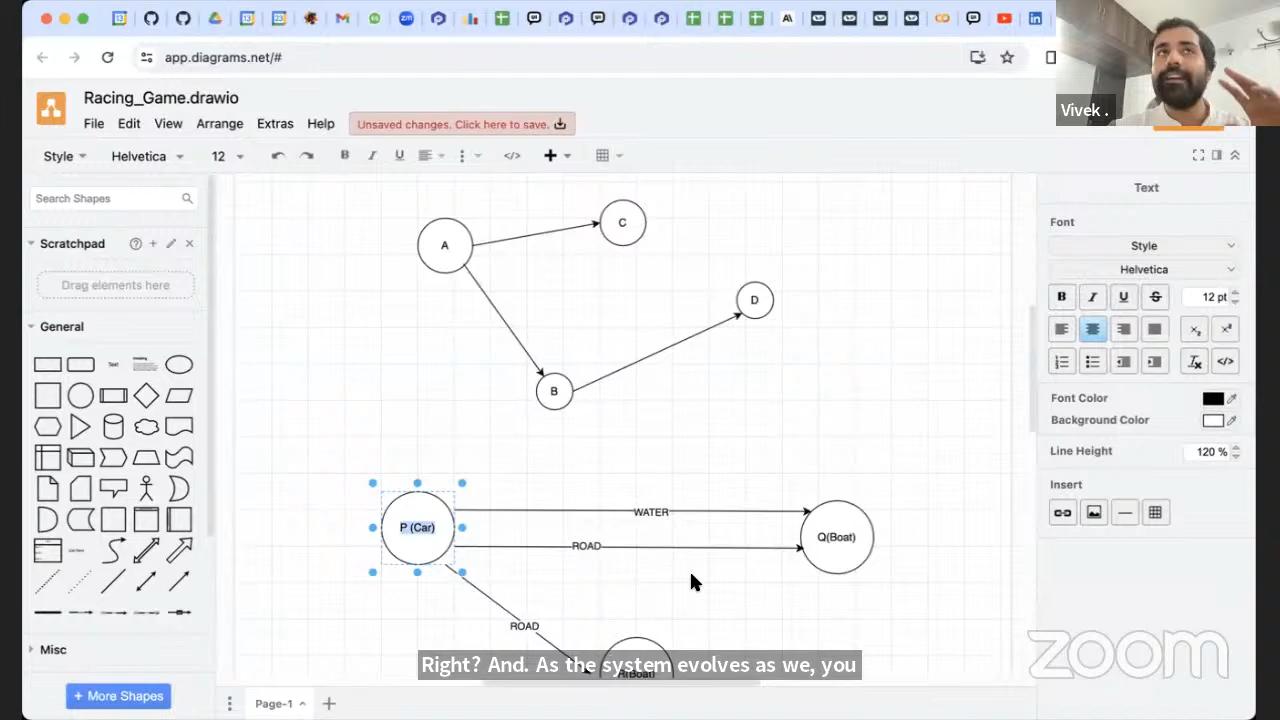 app.diagrams.net/#
Vivek .
Racing_Game.drawio
File Edit View Arrange Extras Help
Unsaved changes. Click here to save.
Style Helvetica 12
Search Shapes
Scratchpad
Drag elements here
General
Text
Misc
+ More Shapes
A
C
D
B
P (Car)
WATER
ROAD
Q(Boat)
ROAD
R(Boat)
Right? And. As the system evolves as we, you
zoom
Page-1
Text
Font
Style
Helvetica
B I U S 12 pt
Font Color
Background Color
Line Height 120 %
Insert